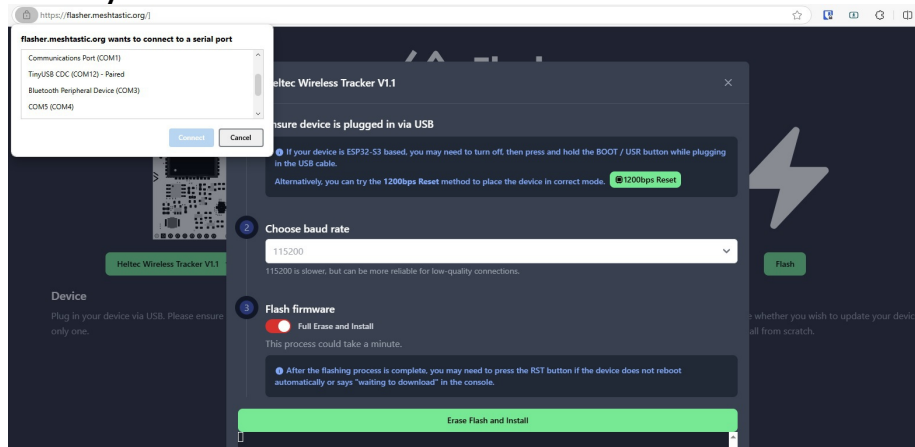 https://flasher.meshtastic.org/]
flasher.meshtastic.org wants to connect to a serial port
Communications Port (COM1)
TinyUSB CDC (COM12) - Paired
Bluetooth Peripheral Device (COM3)
COM5 (COM4)
Connect
Cancel
eltec Wireless Tracker V1.1
nsure device is plugged in via USB
If your device is ESP32-S3 based, you may need to turn off, then press and hold the BOOT / USR button while plugging
in the USB cable.
Alternatively, you can try the 1200bps Reset method to place the device in correct mode.
1200bps Reset
2
Choose baud rate
115200
115200 is slower, but can be more reliable for low-quality connections.
3
Flash firmware
Full Erase and Install
This process could take a minute.
After the flashing process is complete, you may need to press the RST button if the device does not reboot
automatically or says "waiting to download" in the console.
Erase Flash and Install
Heltec Wireless Tracker V1.1
Device
Plug in your device via USB. Please ensure
only one.
Flash
whether you wish to update your devic
all from scratch.